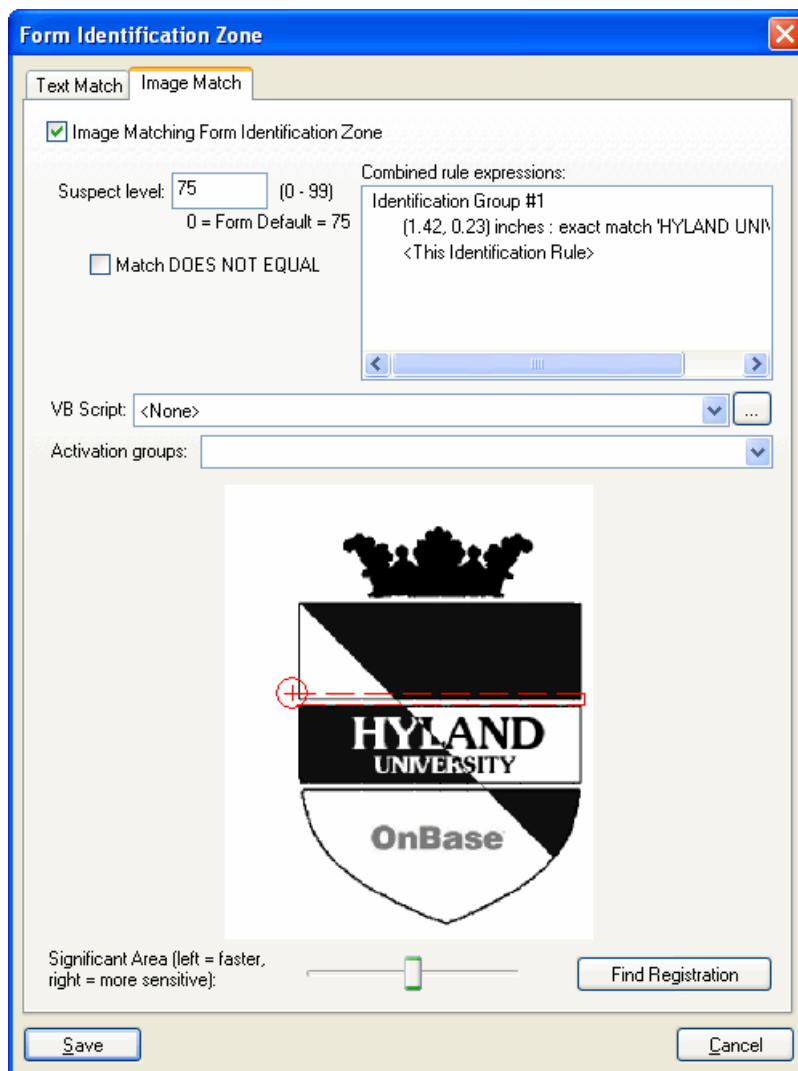 Form Identification Zone
Text Match
Image Match
Image Matching Form Identification Zone
Suspect level: 75 (0 - 99)
0 = Form Default = 75
Match DOES NOT EQUAL
Combined rule expressions:
Identification Group #1
(1.42, 0.23) inches : exact match 'HYLAND UNIV
<This Identification Rule>
VB Script: <None> ...
Activation groups:
HYLAND
UNIVERSITY
OnBase
Significant Area (left = faster,
right = more sensitive):
Find Registration
Save
Cancel